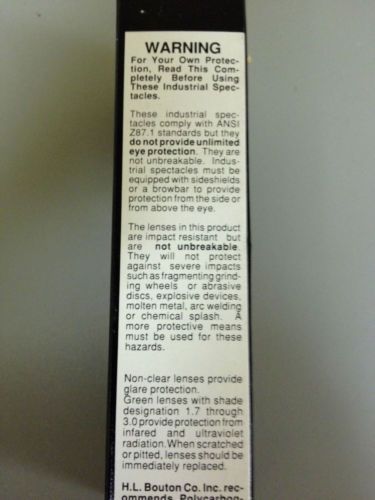 WARNING
For Your Own Protec-
tion, Read This Com-
pletely Before Using
These Industrial Spec-
tacles.
These industrial spec-
tacles comply with ANSI
Z87.1 standards but they
do not provide unlimited
eye protection. They are
not unbreakable. Indus-
trial spectacles must be
equipped with sideshields
or a browbar to provide
protection from the side or
from above the eye.
The lenses in this product
are impact resistant but
are not unbreakable.
They will not protect
against severe impacts
such as fragmenting grind-
ing wheels or abrasive
discs, explosive devices,
molten metal, arc welding
or chemical splash. A
more protective means
must be used for these
hazards.
Non-clear lenses provide
glare protection.
Green lenses with shade
designation 1.7 through
3.0 provide protection from
infared and ultraviolet
radiation. When scratched
or pitted, lenses should be
immediately replaced.
H.L. Bouton Co. Inc. rec-
ommends Polycarbon-